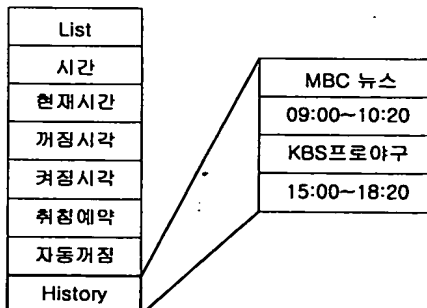 List
시간
현재시간
꺼짐시각
켜짐시각
취침예약
자동꺼짐
History
MBC 뉴스
09:00~10:20
KBS프로야구
15:00~18:20